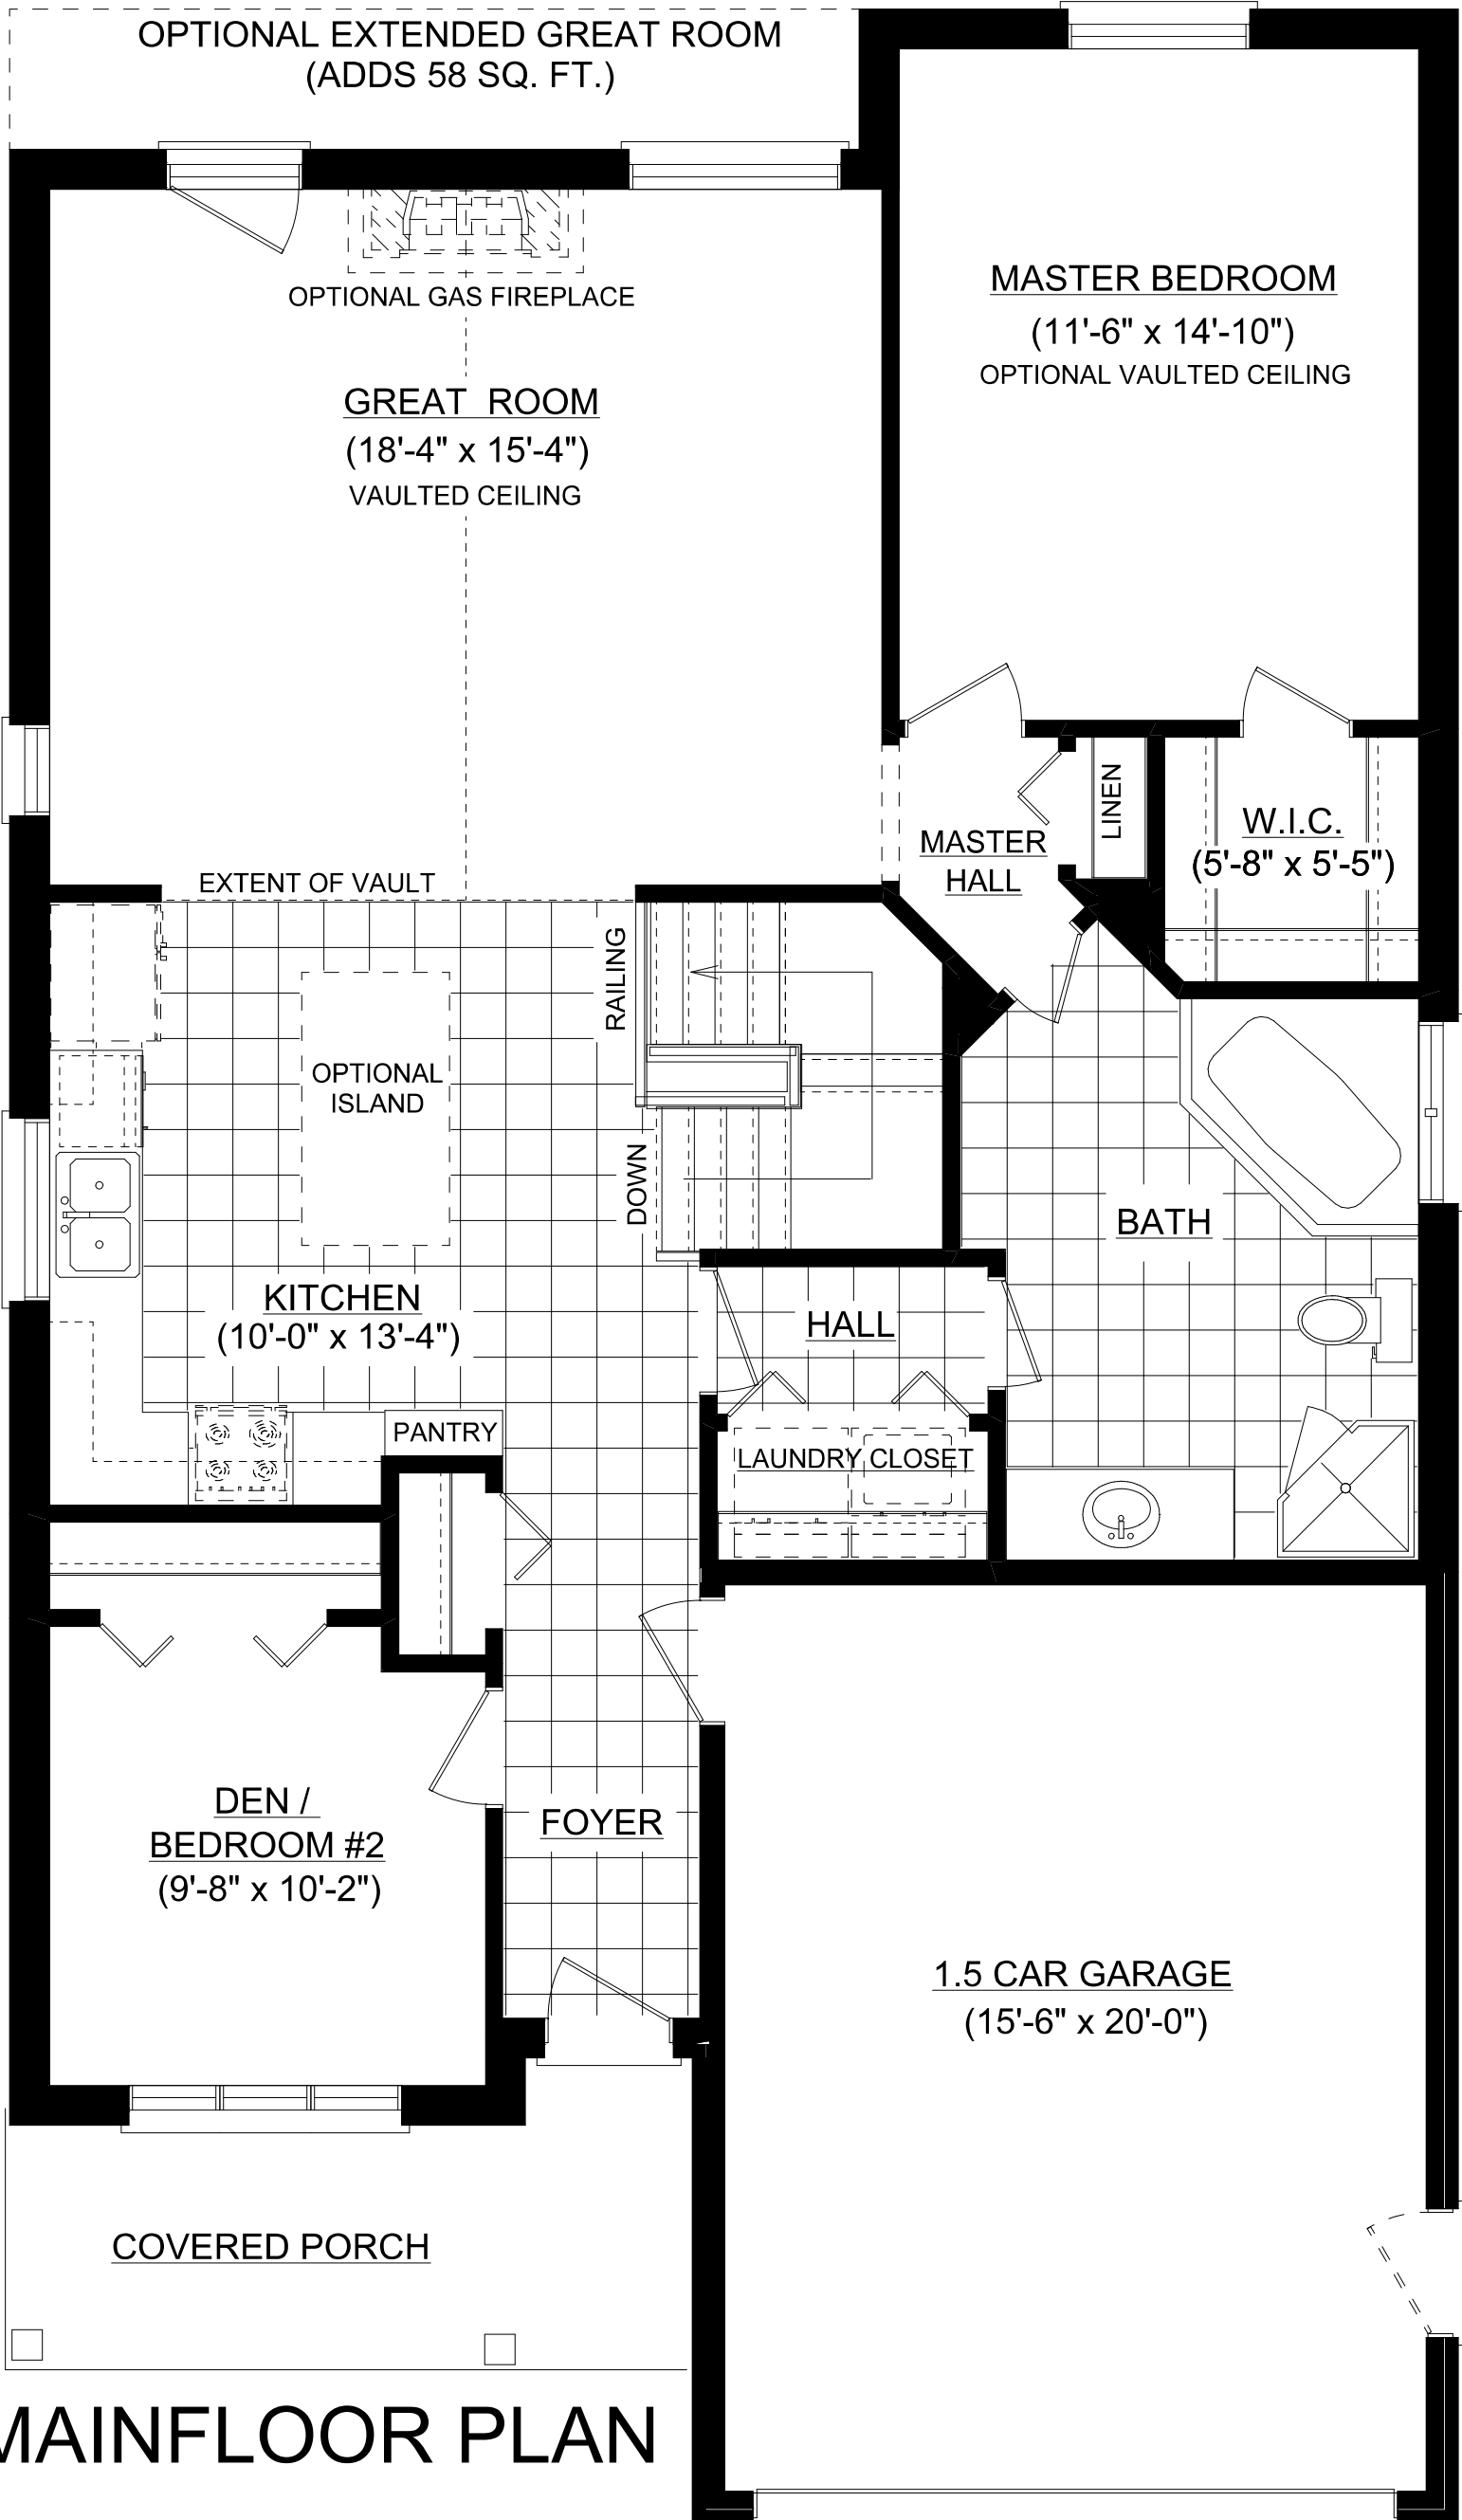 OPTIONAL EXTENDED GREAT ROOM
(ADDS 58 SQ. FT.)
OPTIONAL GAS FIREPLACE
GREAT ROOM
(18'-4" x 15'-4")
VAULTED CEILING
MASTER BEDROOM
(11'-6" x 14'-10")
OPTIONAL VAULTED CEILING
EXTENT OF VAULT
MASTER
HALL
LINEN
W.I.C.
(5'-8" x 5'-5")
RAILING
OPTIONAL
ISLAND
DOWN
BATH
KITCHEN
(10'-0" x 13'-4")
HALL
PANTRY
LAUNDRY CLOSET
DEN /
BEDROOM #2
(9'-8" x 10'-2")
FOYER
1.5 CAR GARAGE
(15'-6" x 20'-0")
COVERED PORCH
MAINFLOOR PLAN